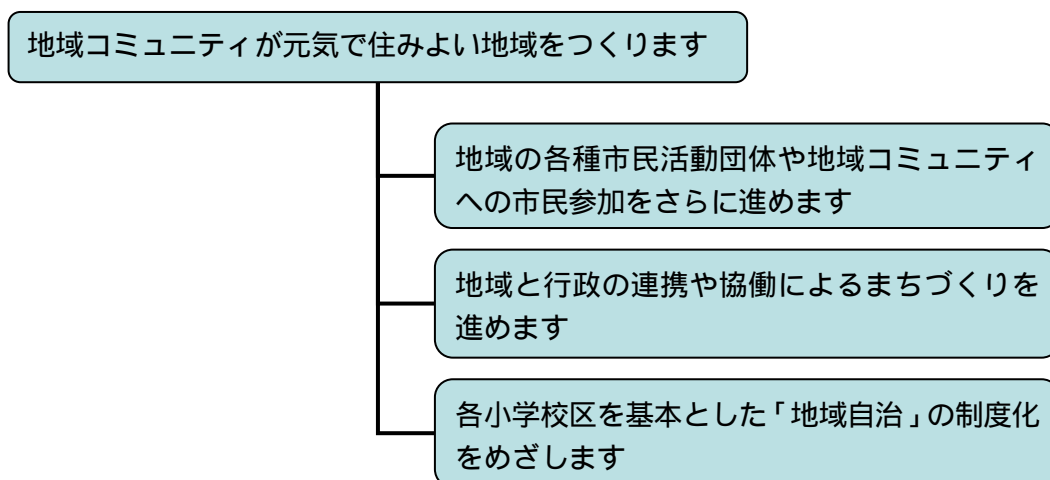 地域コミュニティが元気で住みよい地域をつくります
地域の各種市民活動団体や地域コミュニティ
への市民参加をさらに進めます
地域と行政の連携や協働によるまちづくりを
進めます
各小学校区を基本とした「地域自治」の制度化
をめざします